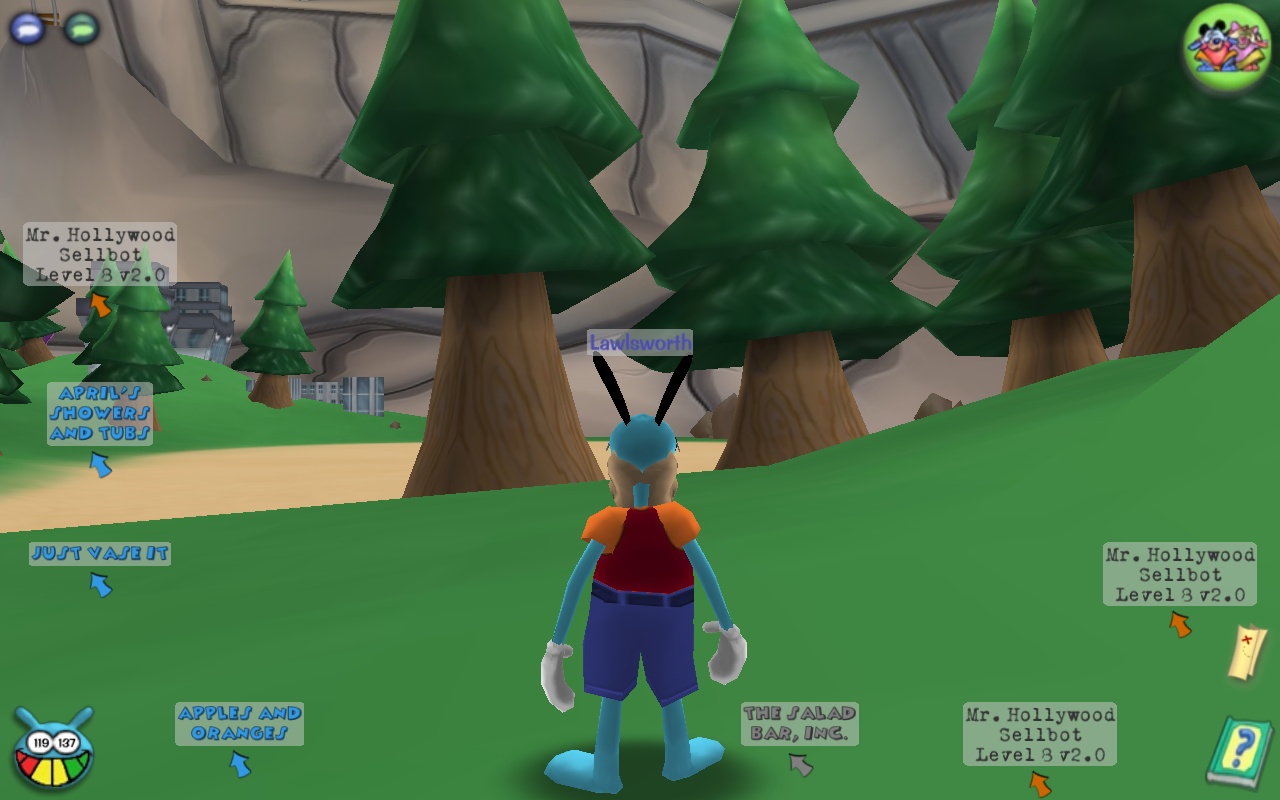 Mr. Hollywood
Sellbot
Level 8 v2.0
Lawlsworth
APRIL'S
SHOWERS
AND TUBS
JUST VASE IT
Mr. Hollywood
Sellbot
Level 8 v2.0
APPLES AND
ORANGES
THE SALAD
BAR, INC.
Mr. Hollywood
Sellbot
Level 8 v2.0
119 137
?